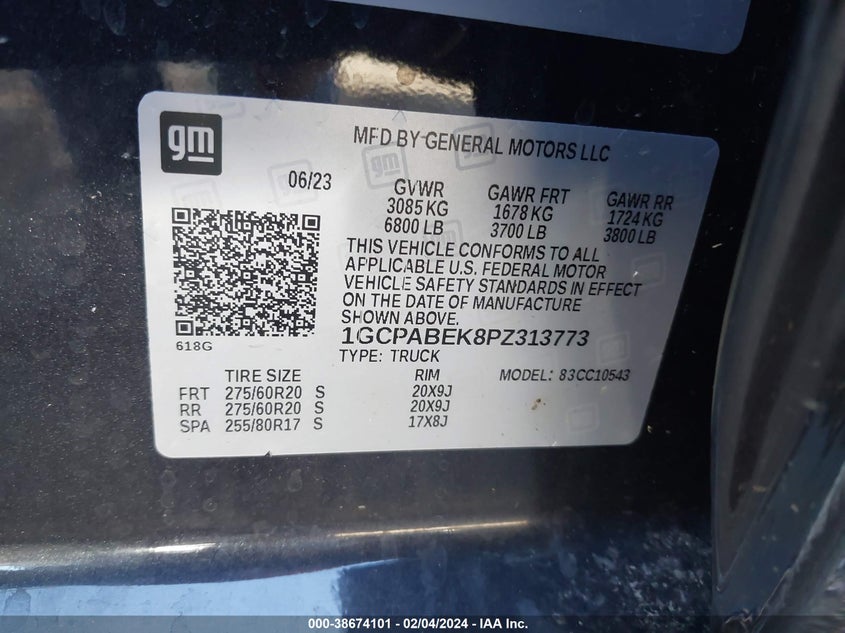 gm
MFD BY GENERAL MOTORS LLC
06/23
GVWR GAWR FRT GAWR RR
3085 KG 1678 KG 1724 KG
6800 LB 3700 LB 3800 LB
THIS VEHICLE CONFORMS TO ALL
APPLICABLE U.S. FEDERAL MOTOR
VEHICLE SAFETY STANDARDS IN EFFECT
ON THE DATE OF MANUFACTURE
SHOWN ABOVE.
618G
1GCPABEK8PZ313773
TYPE: TRUCK
TIRE SIZE RIM MODEL: 83CC10543
FRT 275/60R20 S 20X9J
RR 275/60R20 S 20X9J
SPA 255/80R17 S 17X8J
000-38674101 - 02/04/2024 - IAA Inc.